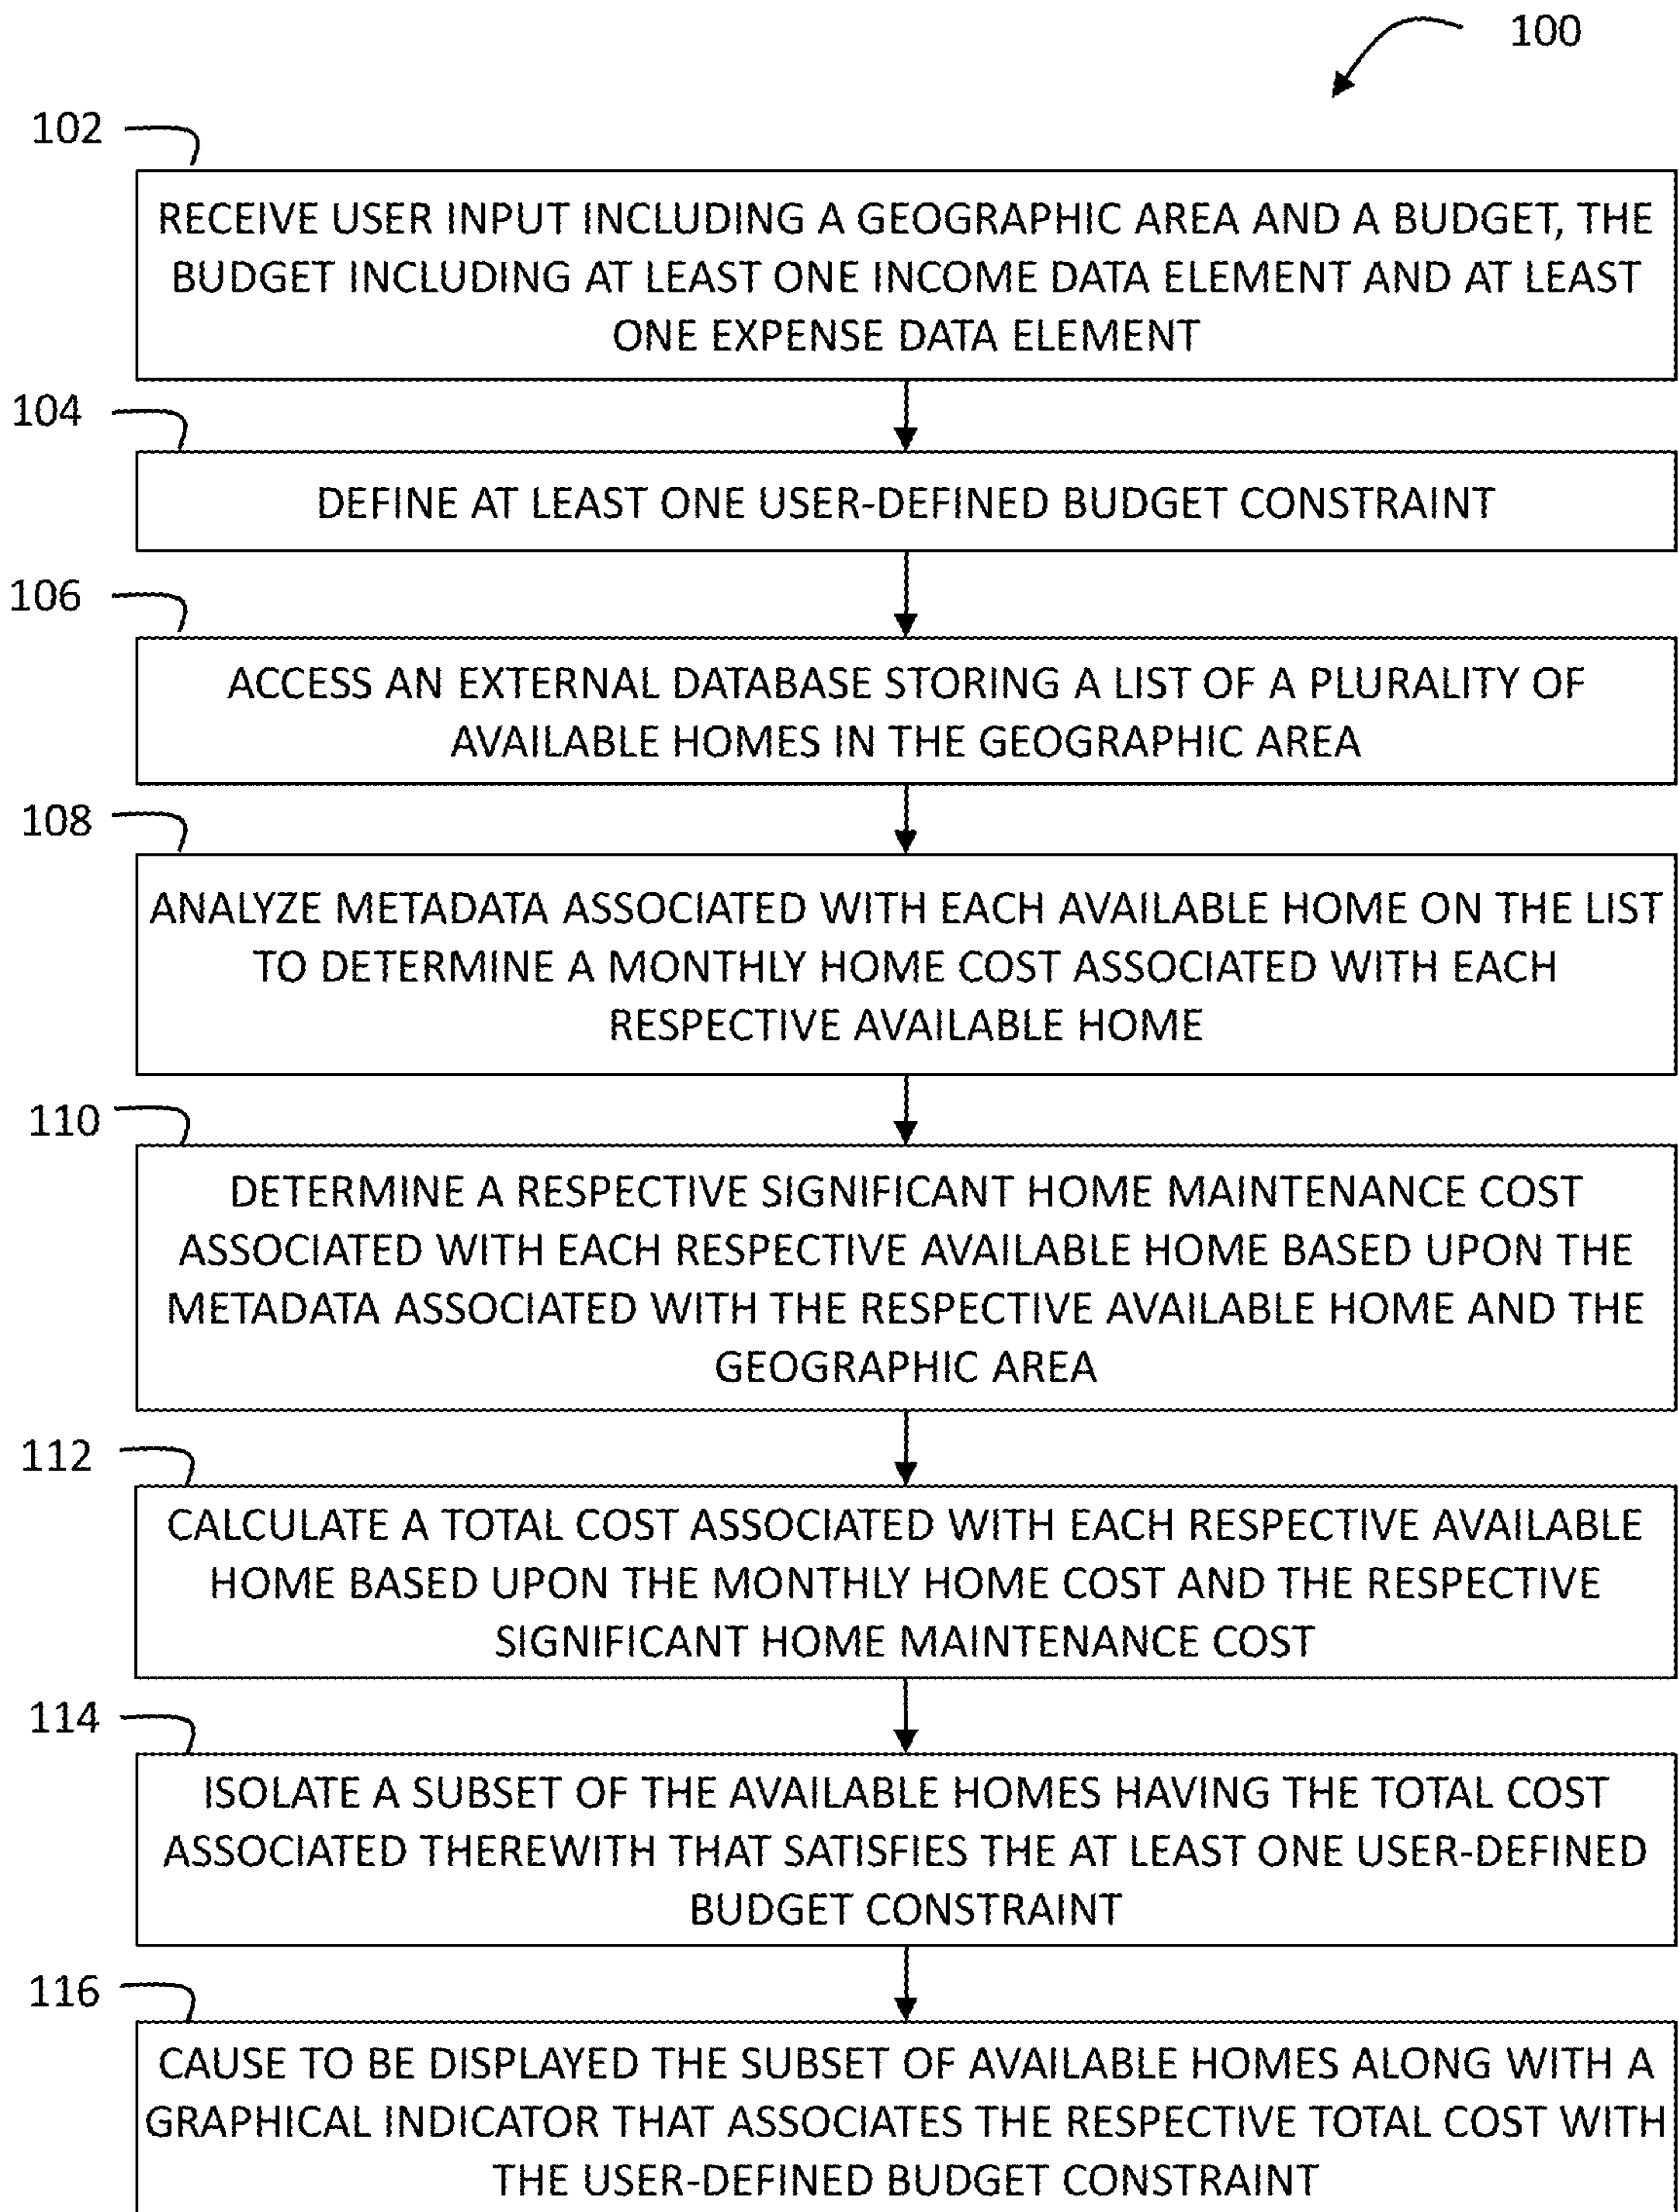 100
102
RECEIVE USER INPUT INCLUDING A GEOGRAPHIC AREA AND A BUDGET, THE
BUDGET INCLUDING AT LEAST ONE INCOME DATA ELEMENT AND AT LEAST
ONE EXPENSE DATA ELEMENT
104
DEFINE AT LEAST ONE USER-DEFINED BUDGET CONSTRAINT
106
ACCESS AN EXTERNAL DATABASE STORING A LIST OF A PLURALITY OF
AVAILABLE HOMES IN THE GEOGRAPHIC AREA
108
ANALYZE METADATA ASSOCIATED WITH EACH AVAILABLE HOME ON THE LIST
TO DETERMINE A MONTHLY HOME COST ASSOCIATED WITH EACH
RESPECTIVE AVAILABLE HOME
110
DETERMINE A RESPECTIVE SIGNIFICANT HOME MAINTENANCE COST
ASSOCIATED WITH EACH RESPECTIVE AVAILABLE HOME BASED UPON THE
METADATA ASSOCIATED WITH THE RESPECTIVE AVAILABLE HOME AND THE
GEOGRAPHIC AREA
112
CALCULATE A TOTAL COST ASSOCIATED WITH EACH RESPECTIVE AVAILABLE
HOME BASED UPON THE MONTHLY HOME COST AND THE RESPECTIVE
SIGNIFICANT HOME MAINTENANCE COST
114
ISOLATE A SUBSET OF THE AVAILABLE HOMES HAVING THE TOTAL COST
ASSOCIATED THEREWITH THAT SATISFIES THE AT LEAST ONE USER-DEFINED
BUDGET CONSTRAINT
116
CAUSE TO BE DISPLAYED THE SUBSET OF AVAILABLE HOMES ALONG WITH A
GRAPHICAL INDICATOR THAT ASSOCIATES THE RESPECTIVE TOTAL COST WITH
THE USER-DEFINED BUDGET CONSTRAINT